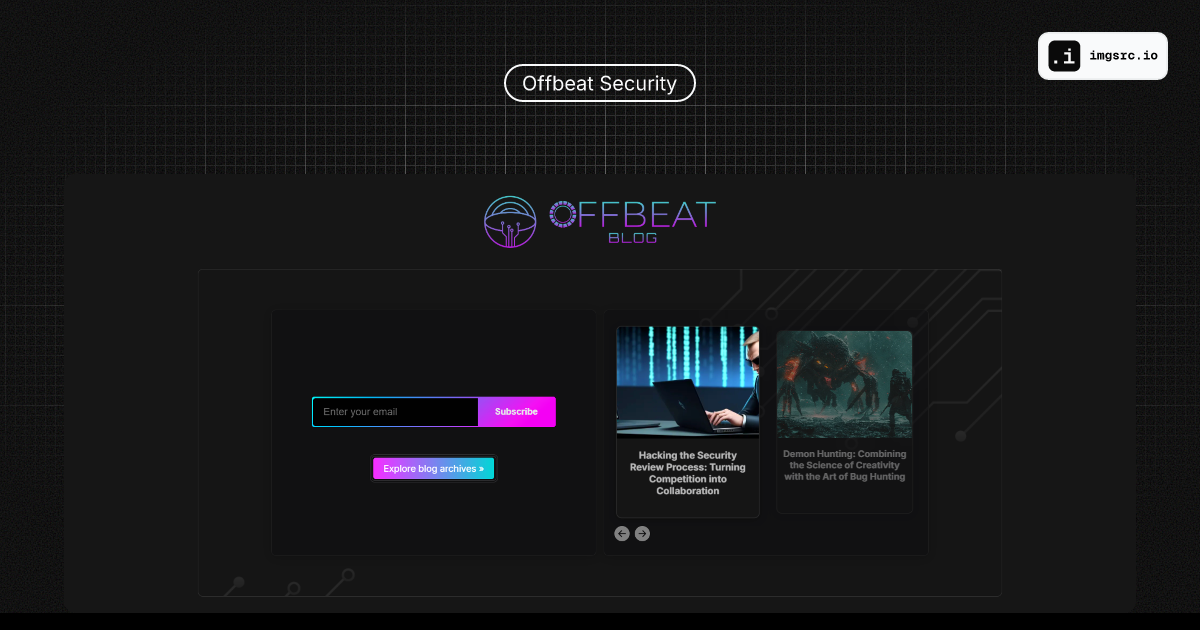 .i imgsrc.io
Offbeat Security
OFFBEAT
BLOG
Enter your email
Subscribe
Explore blog archives »
Hacking the Security
Review Process: Turning
Competition into
Collaboration
Demon Hunting: Combining
the Science of Creativity
with the Art of Bug Hunting